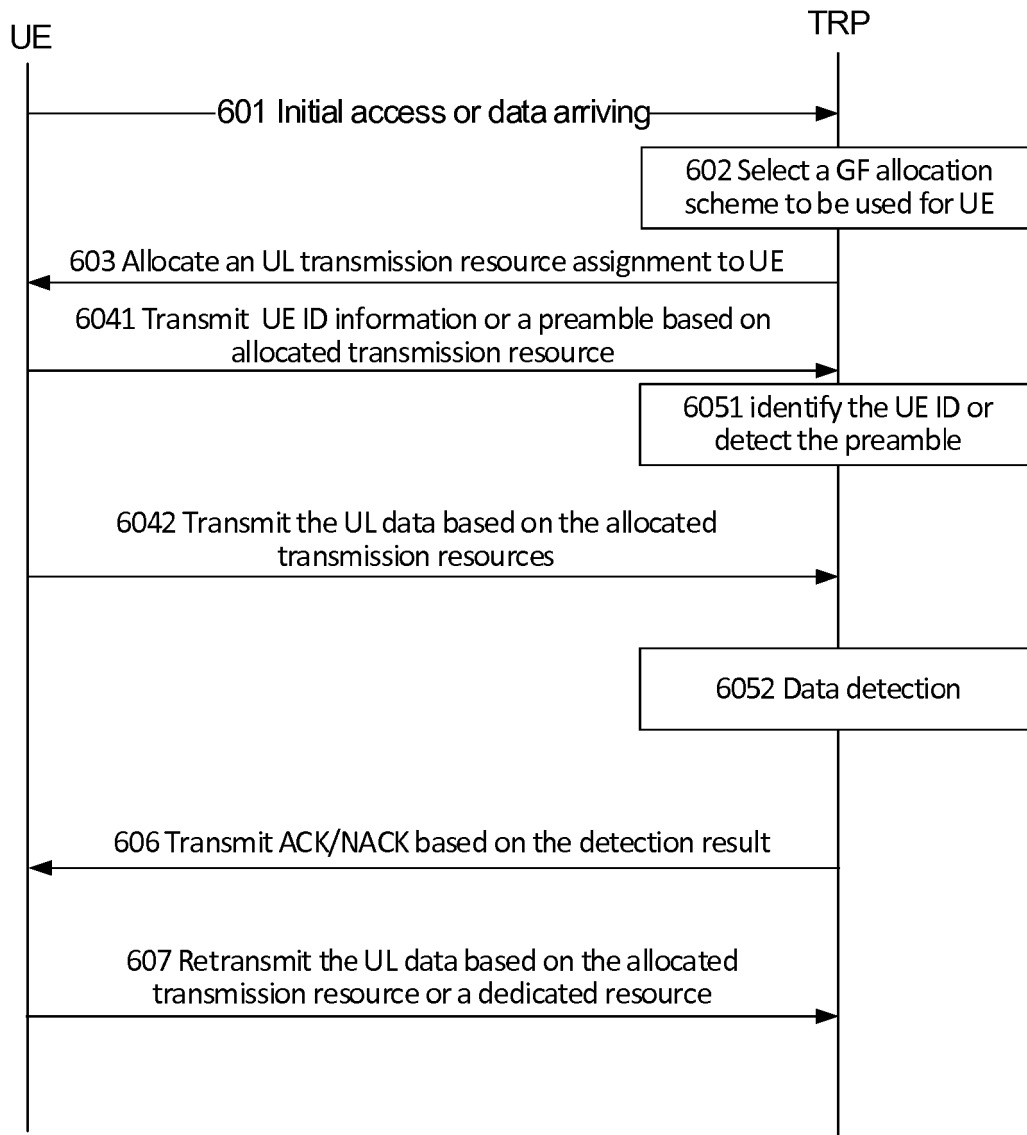 UE
TRP
601 Initial access or data arriving
602 Select a GF allocation
scheme to be used for UE
603 Allocate an UL transmission resource assignment to UE
6041 Transmit UE ID information or a preamble based on
allocated transmission resource
6051 identify the UE ID or
detect the preamble
6042 Transmit the UL data based on the allocated
transmission resources
6052 Data detection
606 Transmit ACK/NACK based on the detection result
607 Retransmit the UL data based on the allocated
transmission resource or a dedicated resource